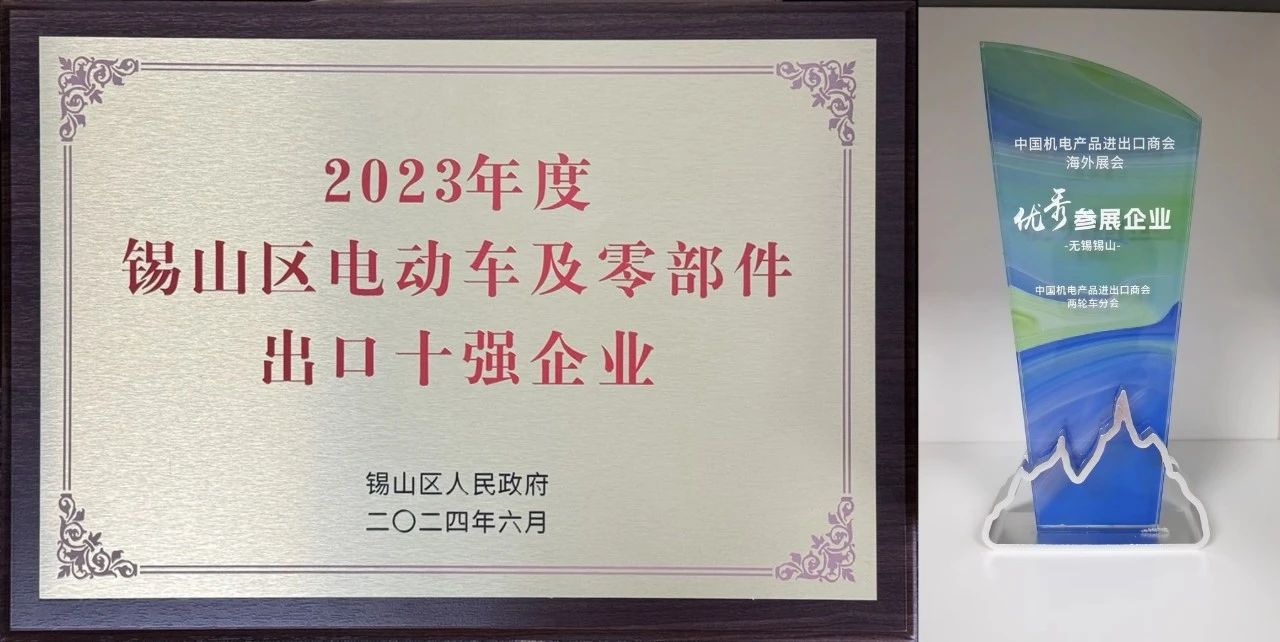 2023年度
锡山区电动车及零部件
出口十强企业
锡山区人民政府
二〇二四年六月
中国机电产品进出口商会
海外展会
优秀参展企业
-无锡锡山-
中国机电产品进出口商会
两轮车分会